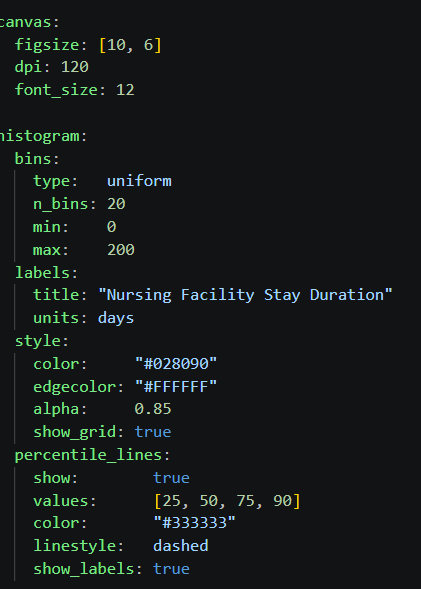 canvas:
  figsize: [10, 6]
  dpi: 120
  font_size: 12
histogram:
  bins:
    type:   uniform
    n_bins: 20
    min:    0
    max:    200
  labels:
    title: "Nursing Facility Stay Duration"
    units: days
  style:
    color:     "#028090"
    edgecolor: "#FFFFFF"
    alpha:     0.85
    show_grid: true
  percentile_lines:
    show:        true
    values:      [25, 50, 75, 90]
    color:       "#333333"
    linestyle:   dashed
    show_labels: true